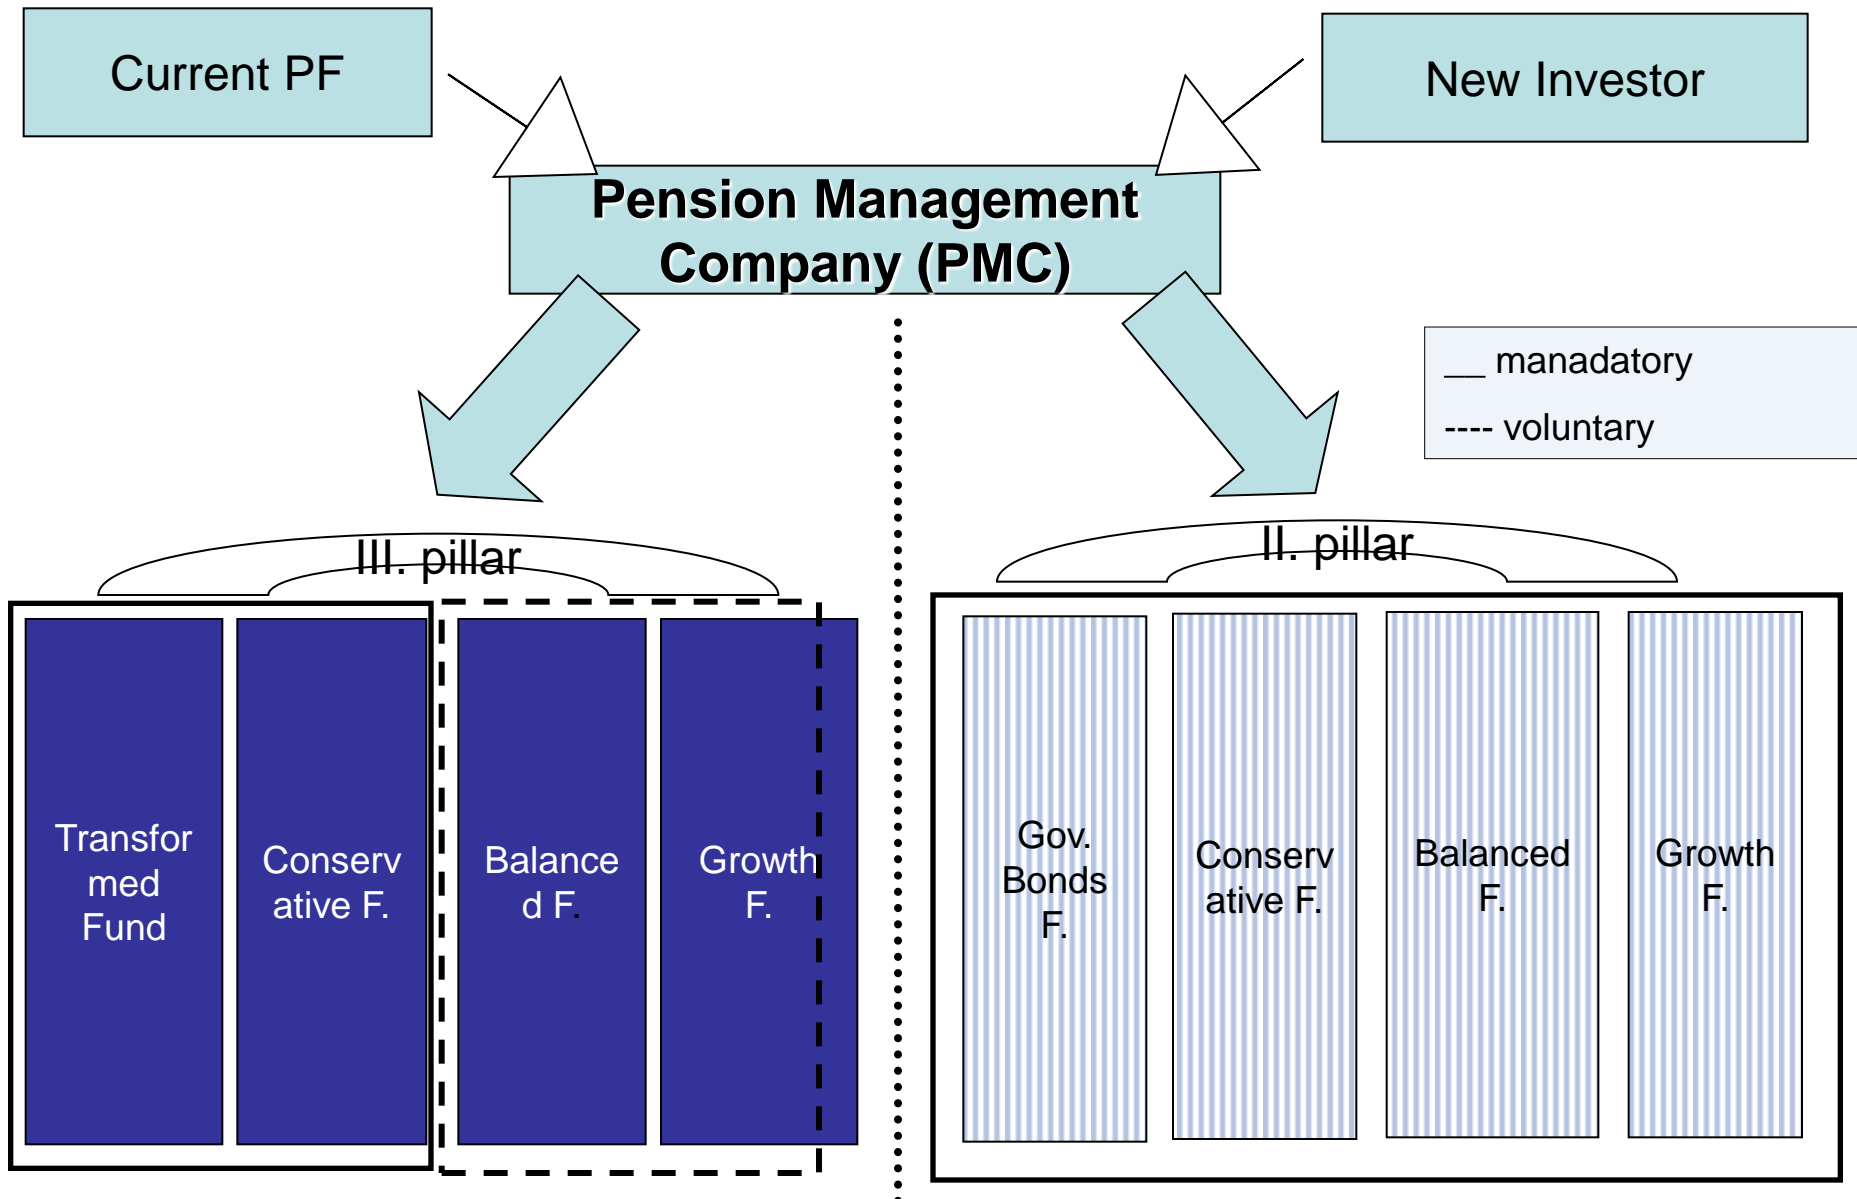 Current PF
New Investor
Pension Management
Company (PMC)
__ manadatory
---- voluntary
III. pillar
II. pillar
Transfor
med
Fund
Conserv
ative F.
Balance
d F.
Growth
F.
Gov.
Bonds
F.
Conserv
ative F.
Balanced
F.
Growth
F.